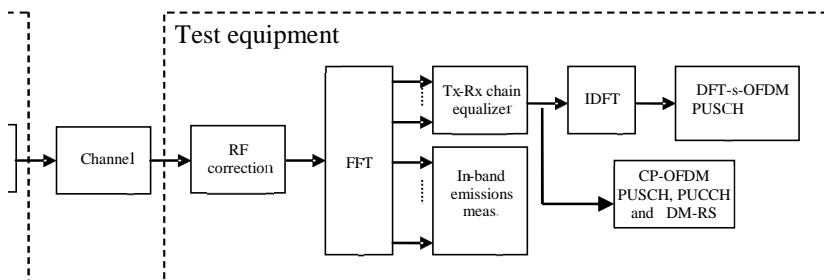 Test equipment
Channel
RF
correction
FFT
Tx-Rx chain
equalizer
In-band
emissions
meas.
IDFT
DFT-s-OFDM
PUSCH
CP-OFDM
PUSCH, PUCCH
and DM-RS